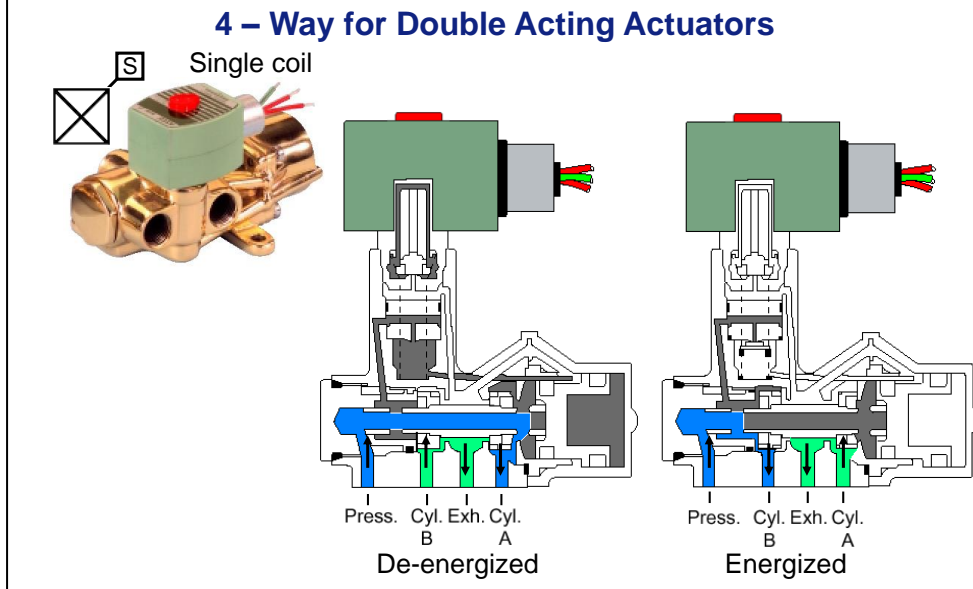 4 – Way for Double Acting Actuators
S
Single coil
Press. Cyl. Exh. Cyl.
B A
De-energized
Press. Cyl. Exh. Cyl.
B A
Energized